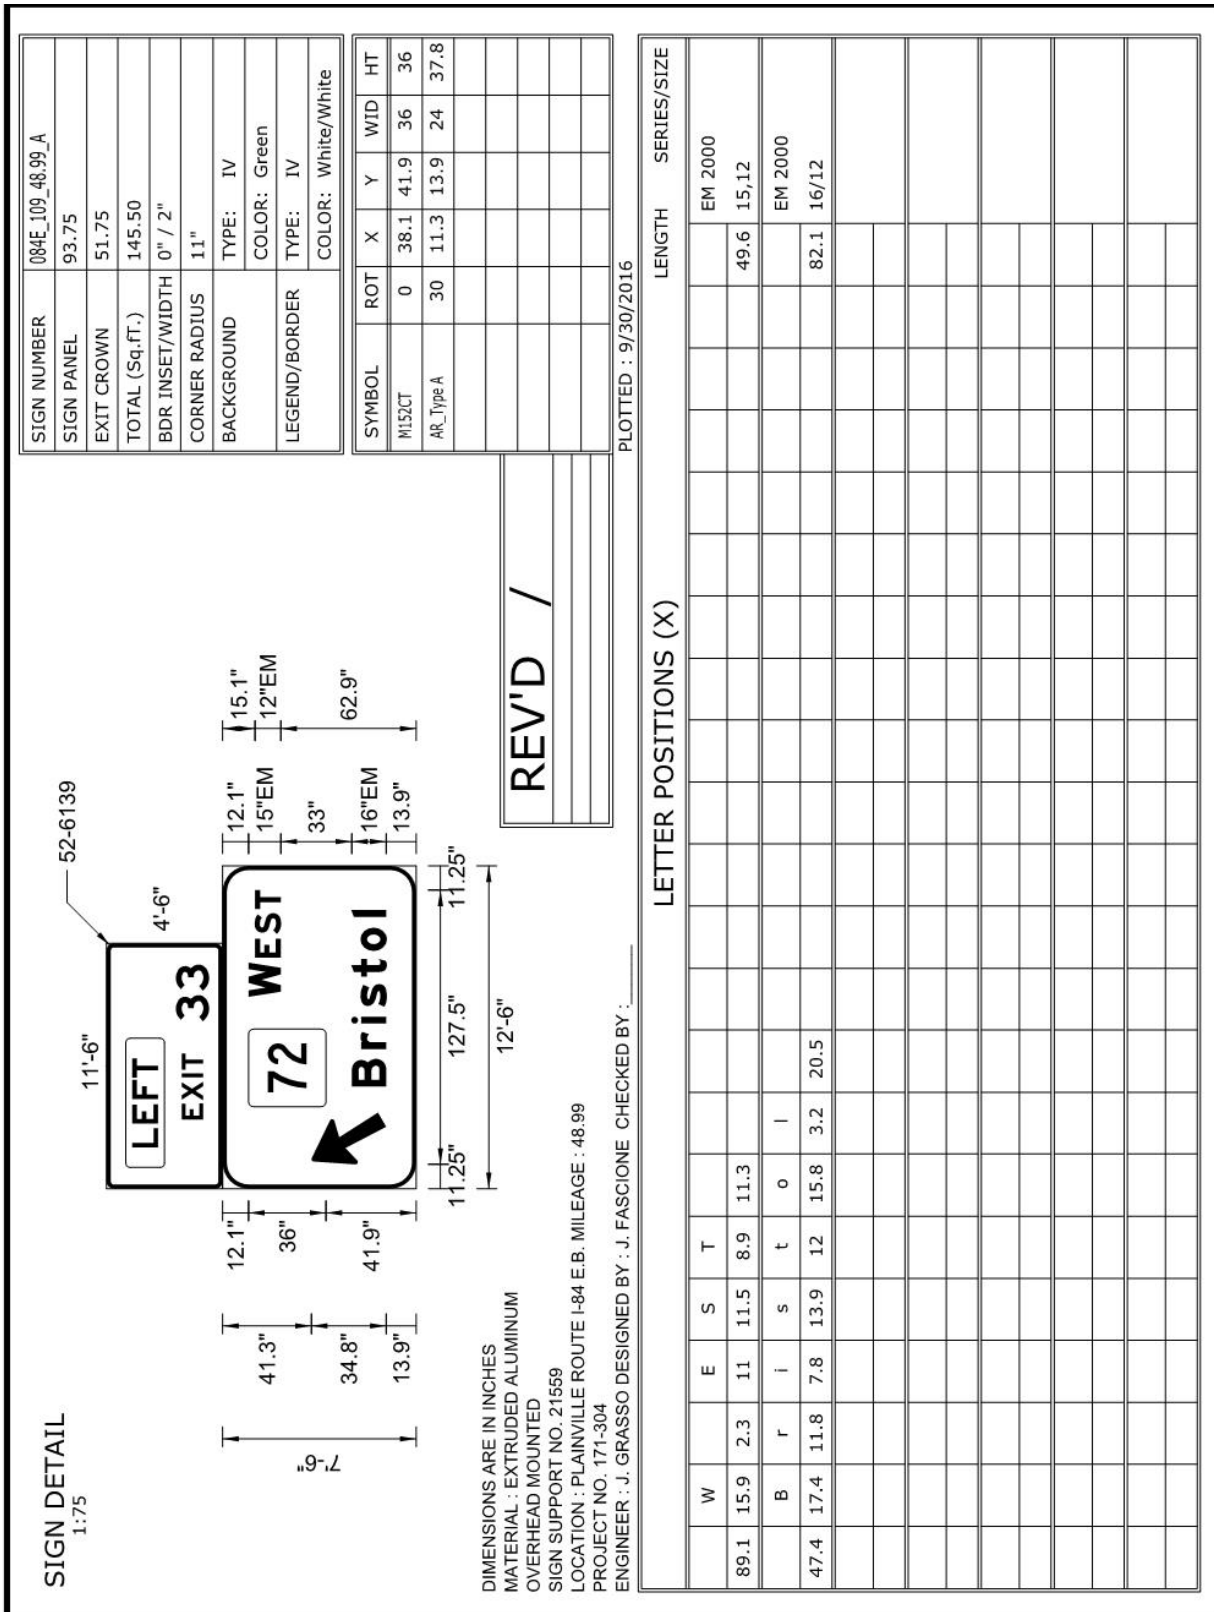 SIGN DETAIL
1:75
11'-6"
52-6139
LEFT
EXIT 33
4'-6"
72 WEST
Bristol
7'-6"
41.3"
34.8"
13.9"
12.1"
36"
41.9"
12.1"
15"EM
33"
16"EM
13.9"
15.1"
12"EM
62.9"
11.25" 127.5" 11.25"
12'-6"
SIGN NUMBER 084E_109_48.99_A
SIGN PANEL 93.75
EXIT CROWN 51.75
TOTAL (Sq.fT.) 145.50
BDR INSET/WIDTH 0" / 2"
CORNER RADIUS 11"
BACKGROUND TYPE: IV
COLOR: Green
LEGEND/BORDER TYPE: IV
COLOR: White/White
SYMBOL ROT X Y WID HT
M152CT 0 38.1 41.9 36 36
AR_Type A 30 11.3 13.9 24 37.8
REV'D /
DIMENSIONS ARE IN INCHES
MATERIAL : EXTRUDED ALUMINUM
OVERHEAD MOUNTED
SIGN SUPPORT NO. 21559
LOCATION : PLAINVILLE ROUTE I-84 E.B. MILEAGE : 48.99
PROJECT NO. 171-304
ENGINEER : J. GRASSO DESIGNED BY : J. FASCIONE CHECKED BY :
PLOTTED : 9/30/2016
LETTER POSITIONS (X) LENGTH SERIES/SIZE
W E S T EM 2000
89.1 15.9 2.3 11 11.5 8.9 11.3 49.6 15,12
B r i s t o l EM 2000
47.4 17.4 11.8 7.8 13.9 12 15.8 3.2 20.5 82.1 16/12